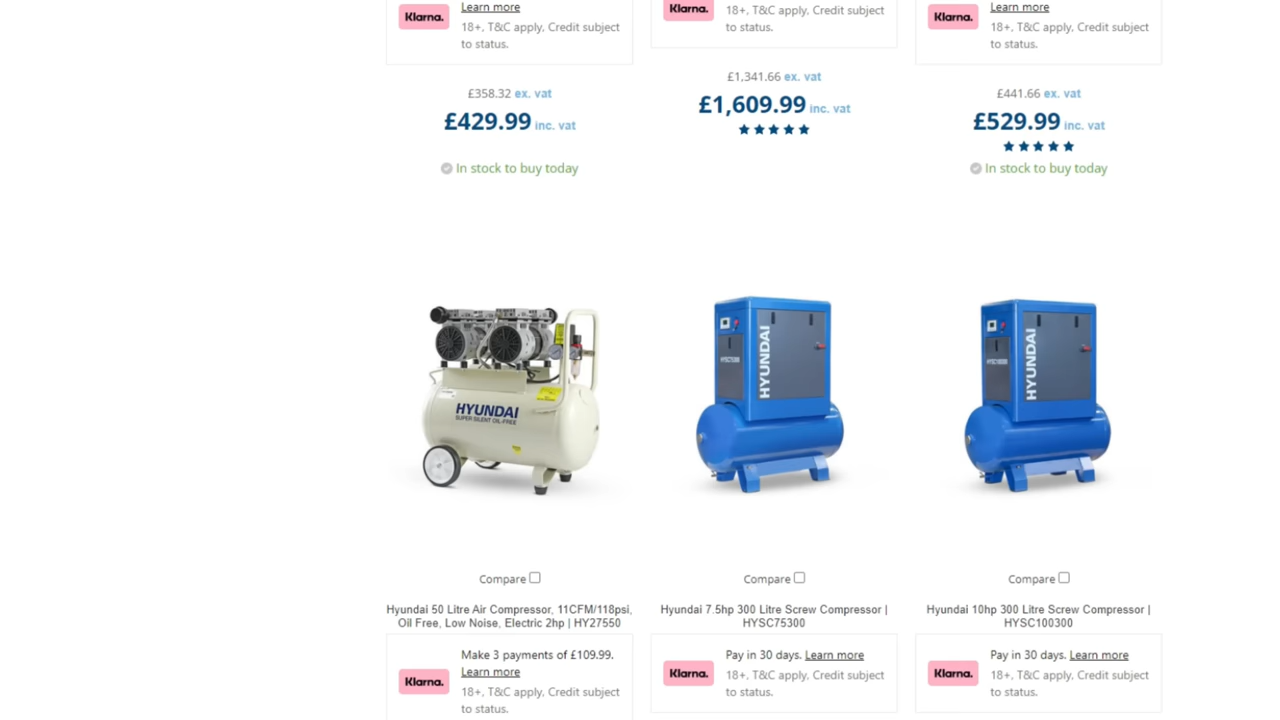 Klarna.
Learn more
18+, T&C apply, Credit subject
to status.
Klarna.
18+, T&C apply, Credit subject
to status.
Klarna.
Learn more
18+, T&C apply, Credit subject
to status.
£358.32 ex. vat
£429.99 inc. vat
In stock to buy today
£1,341.66 ex. vat
£1,609.99 inc. vat
£441.66 ex. vat
£529.99 inc. vat
In stock to buy today
HYUNDAI
SUPER SILENT OIL-FREE
HYUNDAI
HYUNDAI
Compare
Compare
Compare
Hyundai 50 Litre Air Compressor, 11CFM/118psi,
Oil Free, Low Noise, Electric 2hp | HY27550
Hyundai 7.5hp 300 Litre Screw Compressor |
HYSC75300
Hyundai 10hp 300 Litre Screw Compressor |
HYSC100300
Klarna.
Make 3 payments of £109.99.
Learn more
18+, T&C apply, Credit subject
to status.
Klarna.
Pay in 30 days. Learn more
18+, T&C apply, Credit subject
to status.
Klarna.
Pay in 30 days. Learn more
18+, T&C apply, Credit subject
to status.